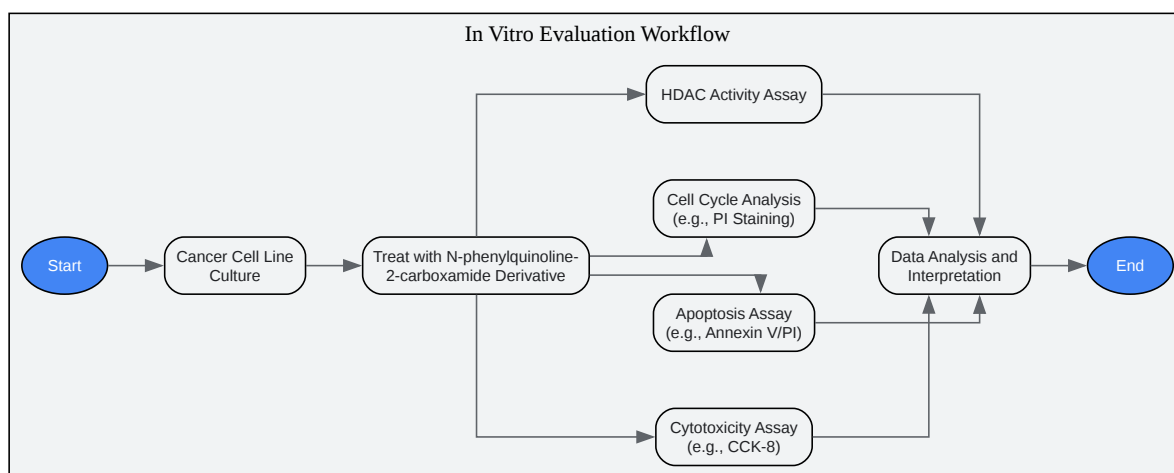 In Vitro Evaluation Workflow
Start
Cancer Cell Line
Culture
Treat with N-phenylquinoline-
2-carboxamide Derivative
HDAC Activity Assay
Cell Cycle Analysis
(e.g., PI Staining)
Apoptosis Assay
(e.g., Annexin V/PI)
Cytotoxicity Assay
(e.g., CCK-8)
Data Analysis and
Interpretation
End